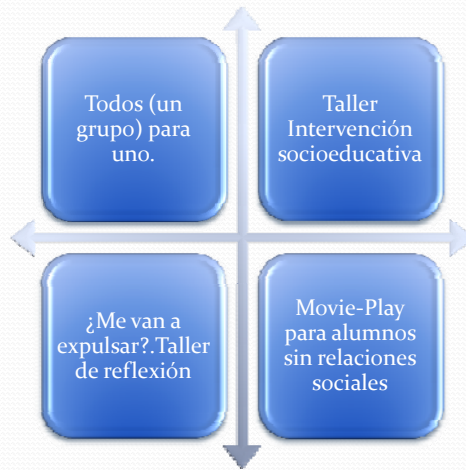 Todos (un
grupo) para
uno.
Taller
Intervención
socioeducativa
¿Me van a
expulsar?.Taller
de reflexión
Movie-Play
para alumnos
sin relaciones
sociales